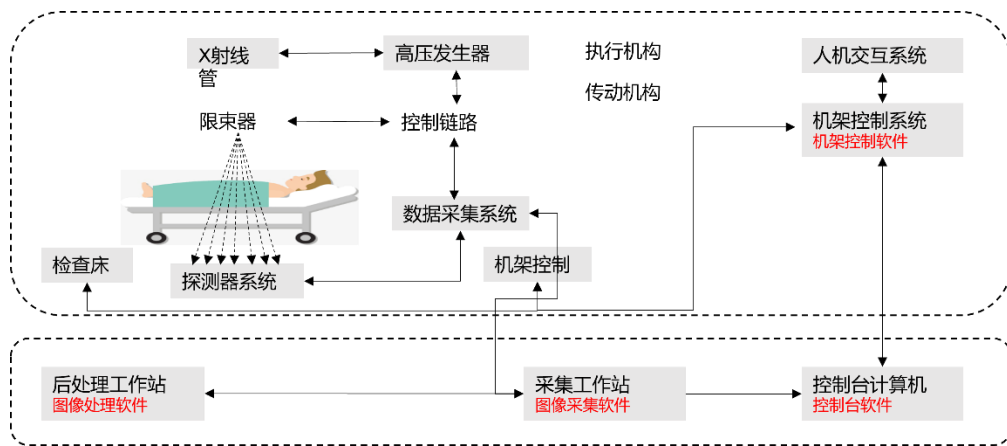 X射线
管
高压发生器
执行机构
人机交互系统
传动机构
限束器
控制链路
机架控制系统
机架控制软件
数据采集系统
检查床
探测器系统
机架控制
后处理工作站
图像处理软件
采集工作站
图像采集软件
控制台计算机
控制台软件